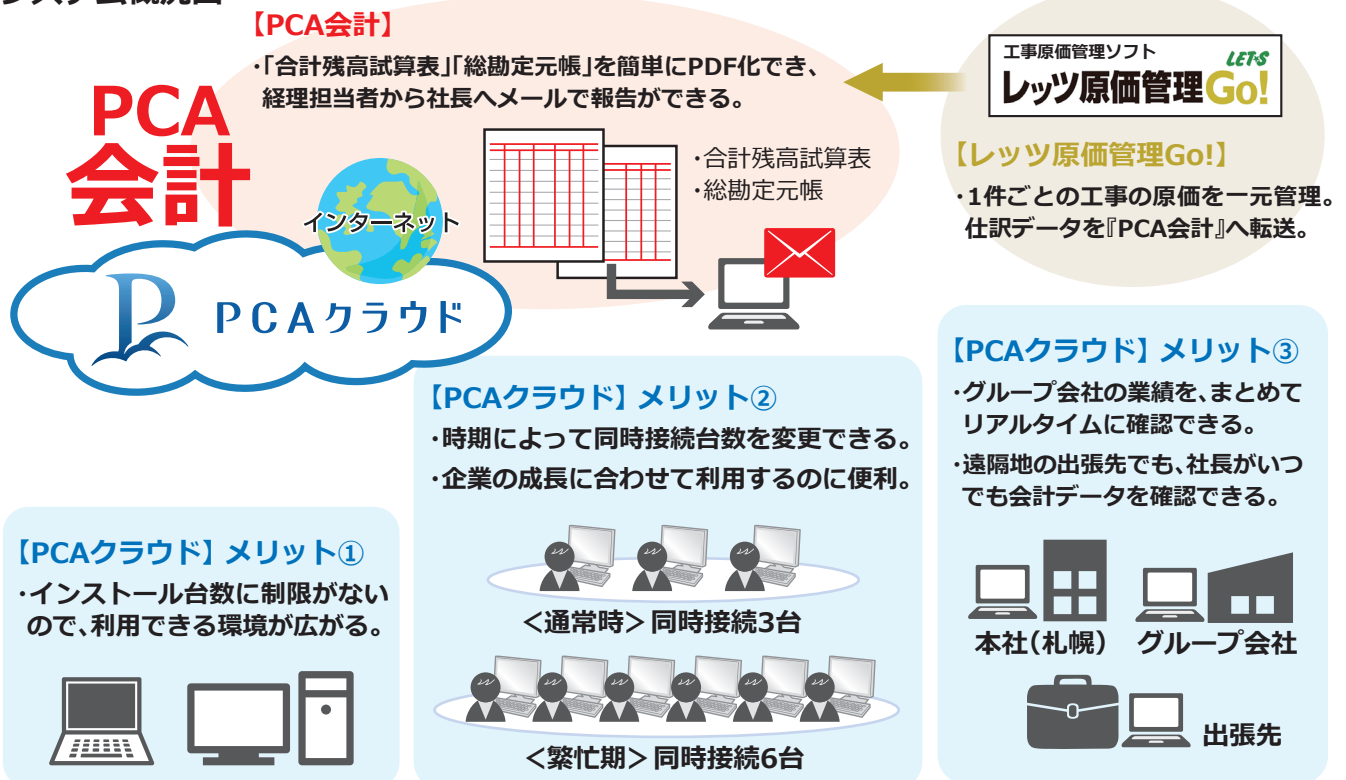 【PCA会計】
・「合計残高試算表」「総勘定元帳」を簡単にPDF化でき、
経理担当者から社長へメールで報告ができる。
PCA
会計
インターネット
PCAクラウド
・合計残高試算表
・総勘定元帳
工事原価管理ソフト
LET'S
レッツ原価管理Go!
【レッツ原価管理Go!】
・1件ごとの工事の原価を一元管理。
仕訳データを『PCA会計』へ転送。
【PCAクラウド】メリット①
・インストール台数に制限がない
ので、利用できる環境が広がる。
【PCAクラウド】メリット②
・時期によって同時接続台数を変更できる。
・企業の成長に合わせて利用するのに便利。
＜通常時＞同時接続3台
＜繁忙期＞同時接続6台
【PCAクラウド】メリット③
・グループ会社の業績を、まとめて
リアルタイムに確認できる。
・遠隔地の出張先でも、社長がいつ
でも会計データを確認できる。
本社（札幌）
グループ会社
出張先